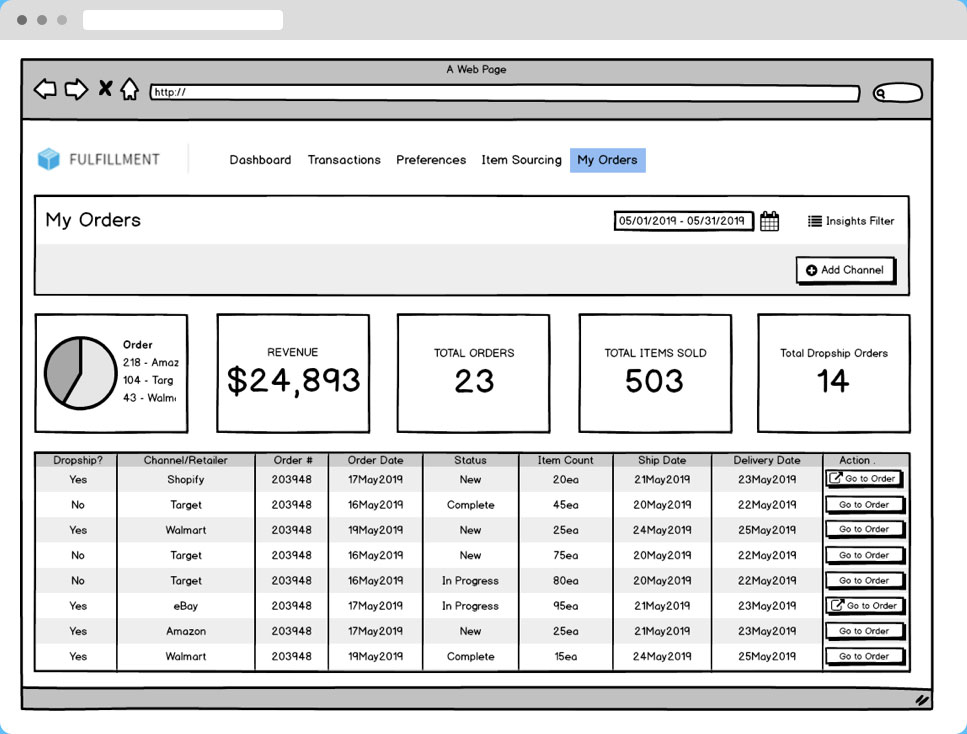 A Web Page
http://
FULFILLMENT
Dashboard Transactions Preferences Item Sourcing My Orders
My Orders 05/01/2019 - 05/31/2019 Insights Filter
Add Channel
Order
218 - Amaz
104 - Targ
43 - Walm
REVENUE
$24,893
TOTAL ORDERS
23
TOTAL ITEMS SOLD
503
Total Dropship Orders
14
Dropship? Channel/Retailer Order # Order Date Status Item Count Ship Date Delivery Date Action .
Yes Shopify 203948 17May2019 New 20ea 21May2019 23May2019 Go to Order
No Target 203948 16May2019 Complete 45ea 20May2019 22May2019 Go to Order
Yes Walmart 203948 19May2019 New 25ea 24May2019 25May2019 Go to Order
No Target 203948 16May2019 New 75ea 20May2019 22May2019 Go to Order
No Target 203948 16May2019 In Progress 80ea 20May2019 22May2019 Go to Order
Yes eBay 203948 17May2019 In Progress 95ea 21May2019 23May2019 Go to Order
Yes Amazon 203948 17May2019 New 25ea 21May2019 23May2019 Go to Order
Yes Walmart 203948 19May2019 Complete 15ea 24May2019 25May2019 Go to Order